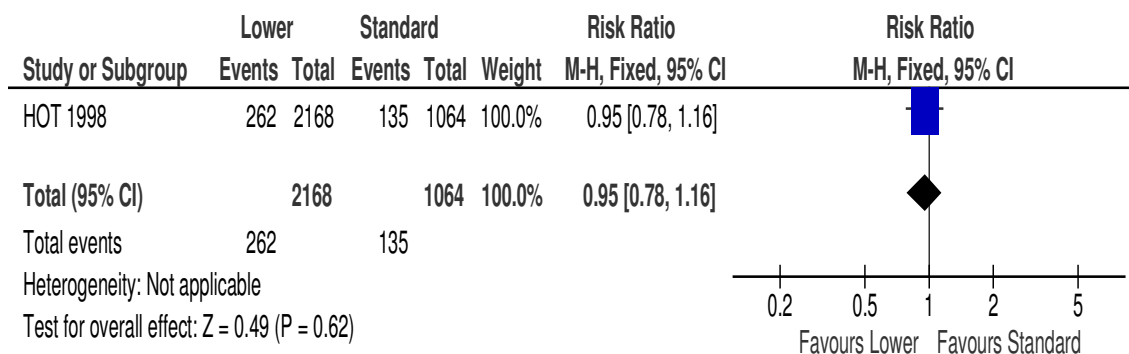 Lower Standard Risk Ratio Risk Ratio
Study or Subgroup Events Total Events Total Weight M-H, Fixed, 95% CI M-H, Fixed, 95% CI
HOT 1998 262 2168 135 1064 100.0% 0.95 [0.78, 1.16]
Total (95% CI) 2168 1064 100.0% 0.95 [0.78, 1.16]
Total events 262 135
Heterogeneity: Not applicable
Test for overall effect: Z = 0.49 (P = 0.62)
0.2 0.5 1 2 5
Favours Lower Favours Standard